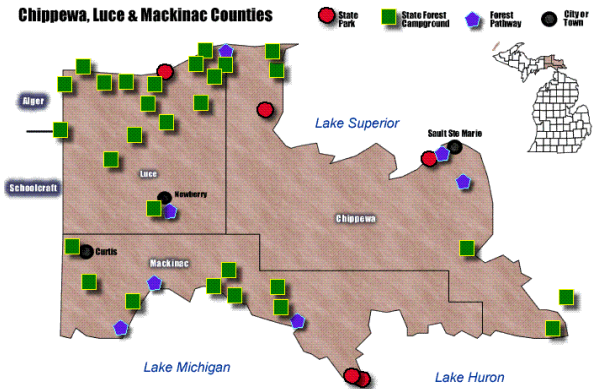 Chippewa, Luce & Mackinac Counties
State
Park
State Forest
Campground
Forest
Pathway
City or
Town
Alger
Lake Superior
Sault Ste Marie
Luce
Schoolcraft
Newberry
Chippewa
Curtis
Mackinac
Lake Michigan
Lake Huron